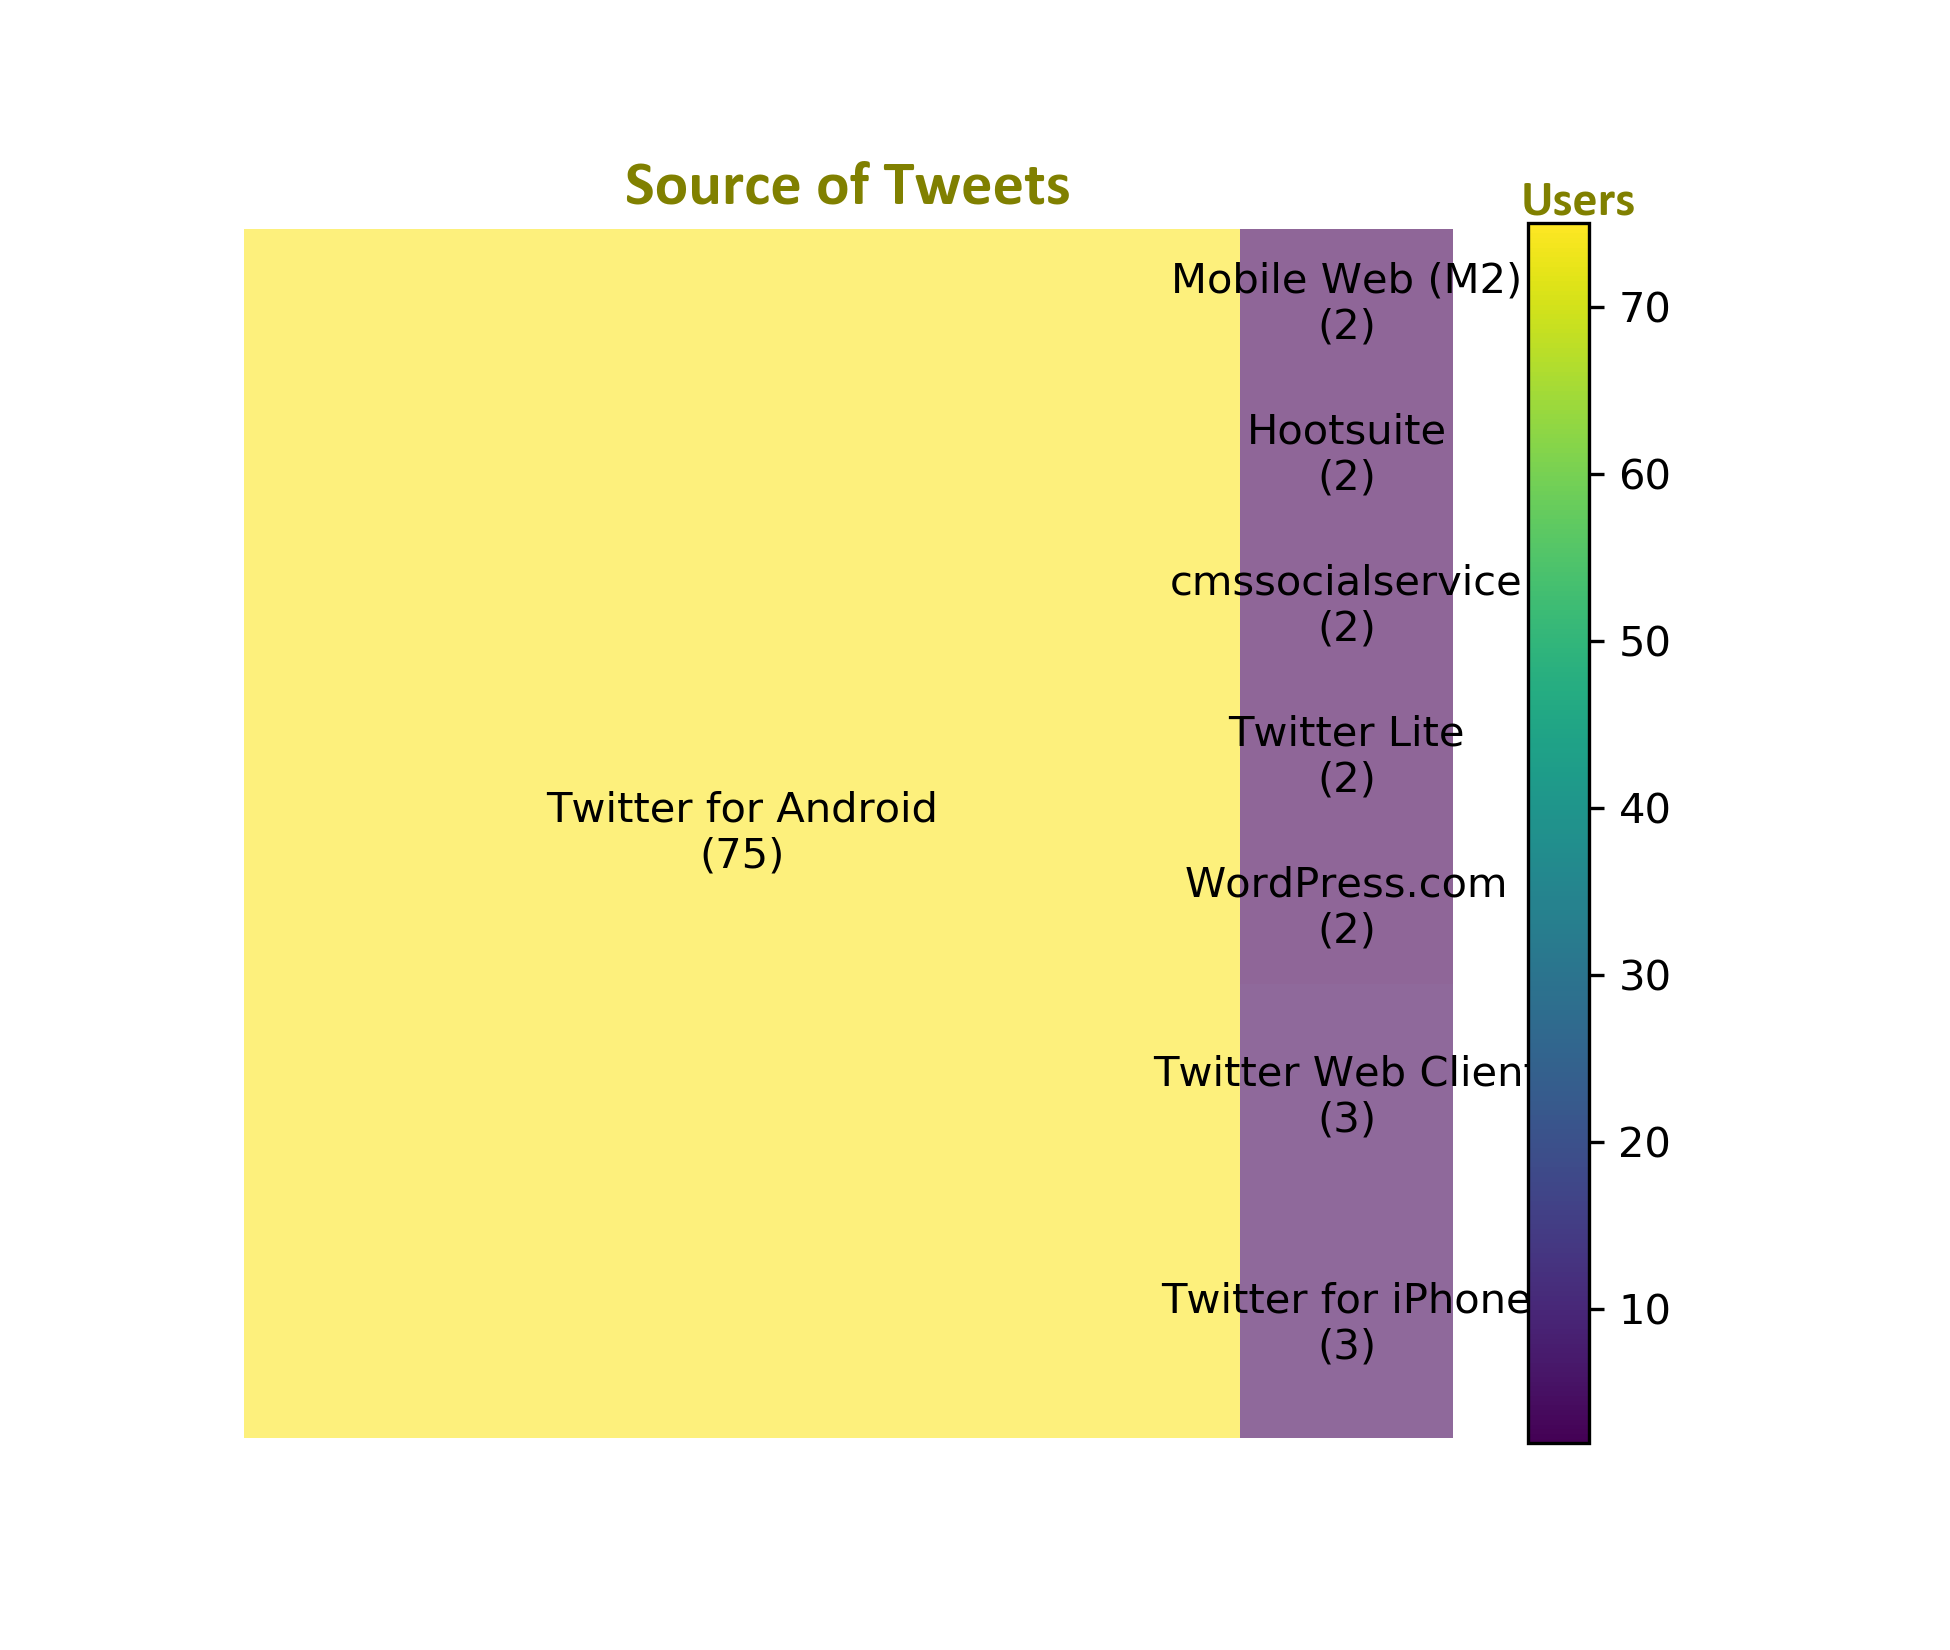 Source of Tweets
Users
Mobile Web (M2)
(2)
Hootsuite
(2)
cmssocialservice
(2)
Twitter Lite
(2)
WordPress.com
(2)
Twitter for Android
(75)
Twitter Web Client
(3)
Twitter for iPhone
(3)
70
60
50
40
30
20
10